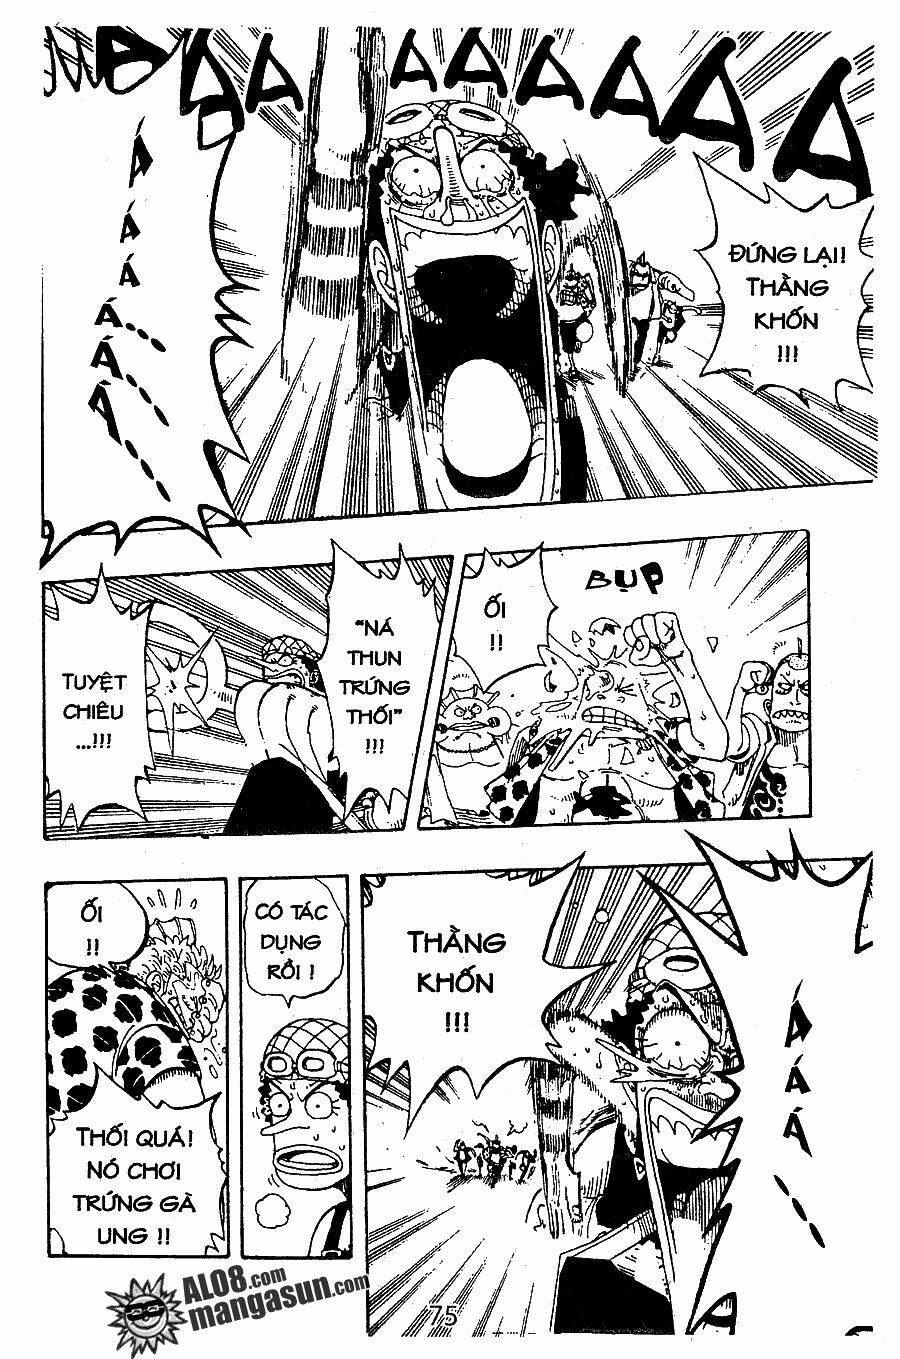 AAAAAAAAA
ĐỨNG LẠI!
THẰNG
KHỐN
!!!
Á
Á
Á
Á...
Á...
Á...
BỤP
ỐI
!!
"NÁ
THUN
TRỨNG
THỐI"
!!!
TUYỆT
CHIÊU
...!!!
Á
Á
Á
...
THẰNG
KHỐN
!!!
CÓ TÁC
DỤNG
RỒI !
ỐI
!!
THỐI QUÁ!
NÓ CHƠI
TRỨNG GÀ
UNG !!
A
75
ALO8.com
mangasun.com